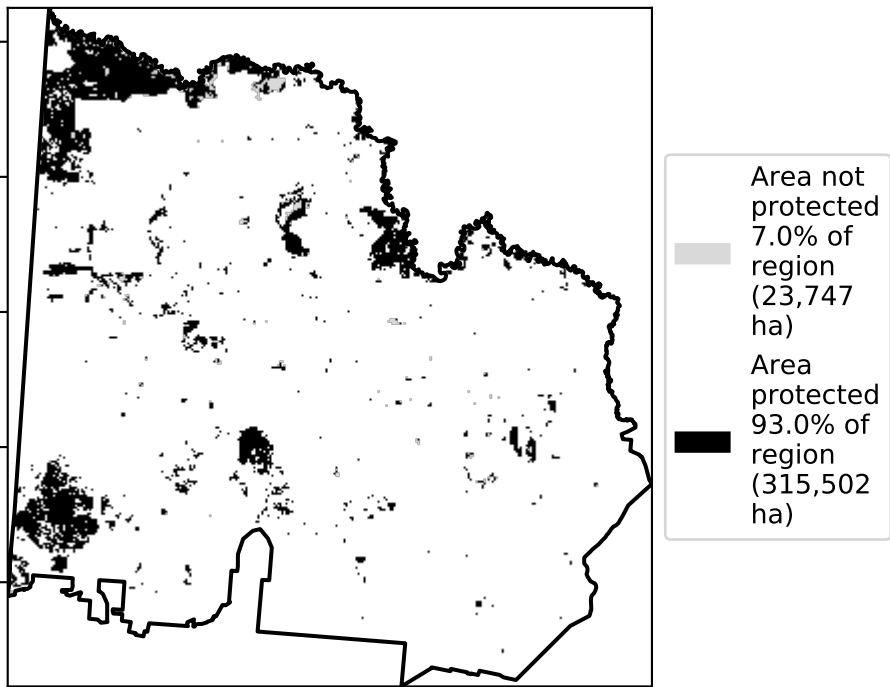 Area not
protected
7.0% of
region
(23,747
ha)
Area
protected
93.0% of
region
(315,502
ha)